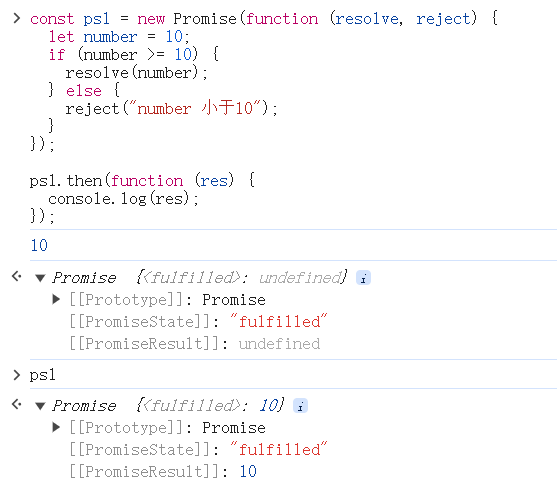 const ps1 = new Promise(function (resolve, reject) {
  let number = 10;
  if (number >= 10) {
    resolve(number);
  } else {
    reject("number 小于10");
  }
});

ps1.then(function (res) {
  console.log(res);
});
10
Promise {<fulfilled>: undefined} i
[[Prototype]]: Promise
[[PromiseState]]: "fulfilled"
[[PromiseResult]]: undefined
ps1
Promise {<fulfilled>: 10} i
[[Prototype]]: Promise
[[PromiseState]]: "fulfilled"
[[PromiseResult]]: 10